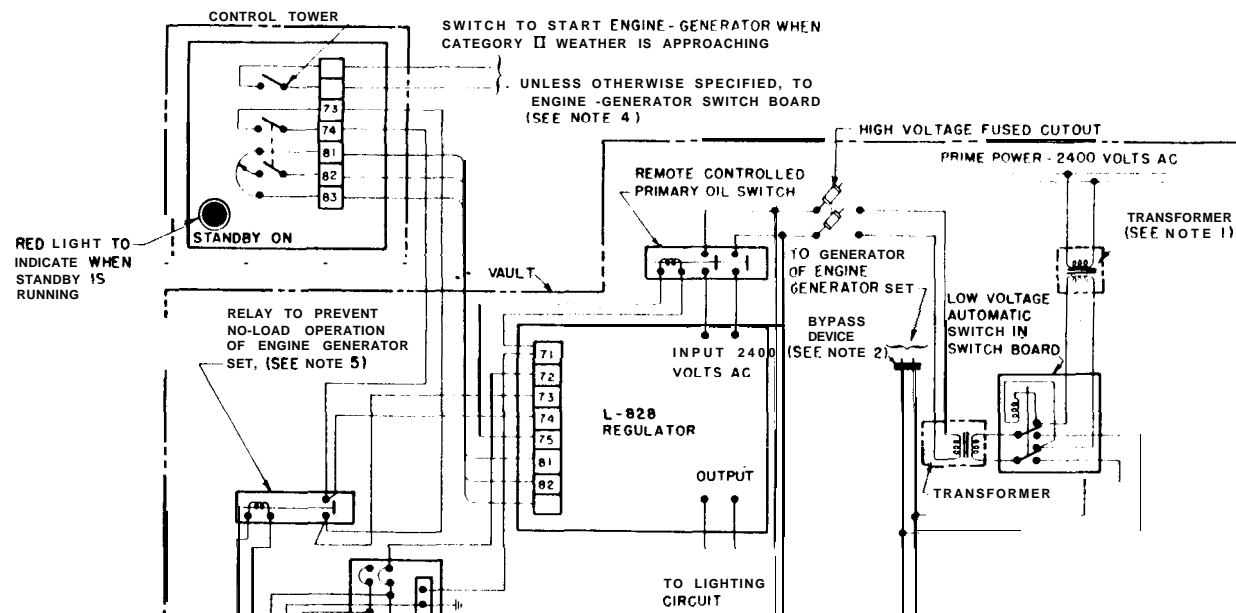 CONTROL TOWER
SWITCH TO START ENGINE-GENERATOR WHEN
CATEGORY II WEATHER IS APPROACHING
UNLESS OTHERWISE SPECIFIED, TO
ENGINE -GENERATOR SWITCH BOARD
(SEE NOTE 4)
73
74
81
82
83
STANDBY ON
RED LIGHT TO
INDICATE WHEN
STANDBY IS
RUNNING
HIGH VOLTAGE FUSED CUTOUT
PRIME POWER - 2400 VOLTS AC
REMOTE CONTROLLED
PRIMARY OIL SWITCH
TRANSFORMER
(SEE NOTE 1)
VAULT
TO GENERATOR
OF ENGINE
GENERATOR SET
LOW VOLTAGE
AUTOMATIC
SWITCH IN
SWITCH BOARD
RELAY TO PREVENT
NO-LOAD OPERATION
OF ENGINE GENERATOR
SET, (SEE NOTE 5)
BYPASS
DEVICE
(SEE NOTE 2)
INPUT 2400
VOLTS AC
71
72
73
74
75
81
82
L-828
REGULATOR
OUTPUT
TRANSFORMER
TO LIGHTING
CIRCUIT